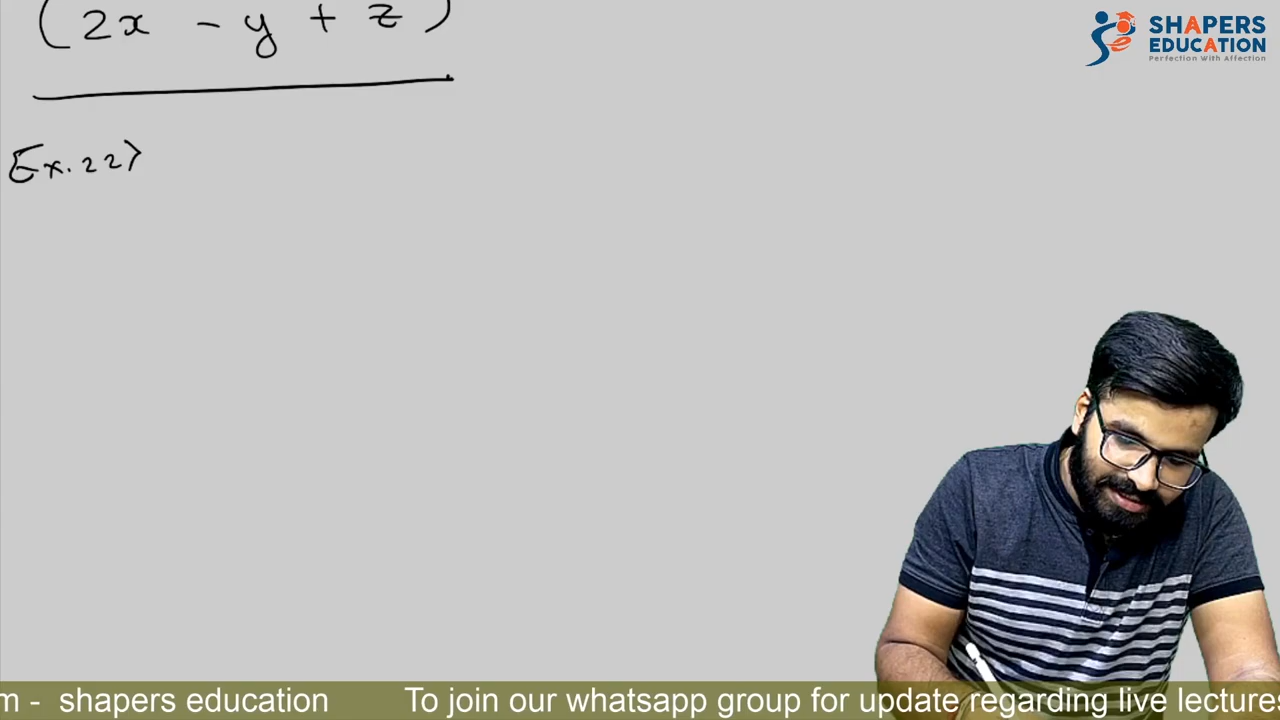 (2x - y + z)
SHAPERS
EDUCATION
Perfection With Affection
Ex.22>
m - shapers education To join our whatsapp group for update regarding live lectures